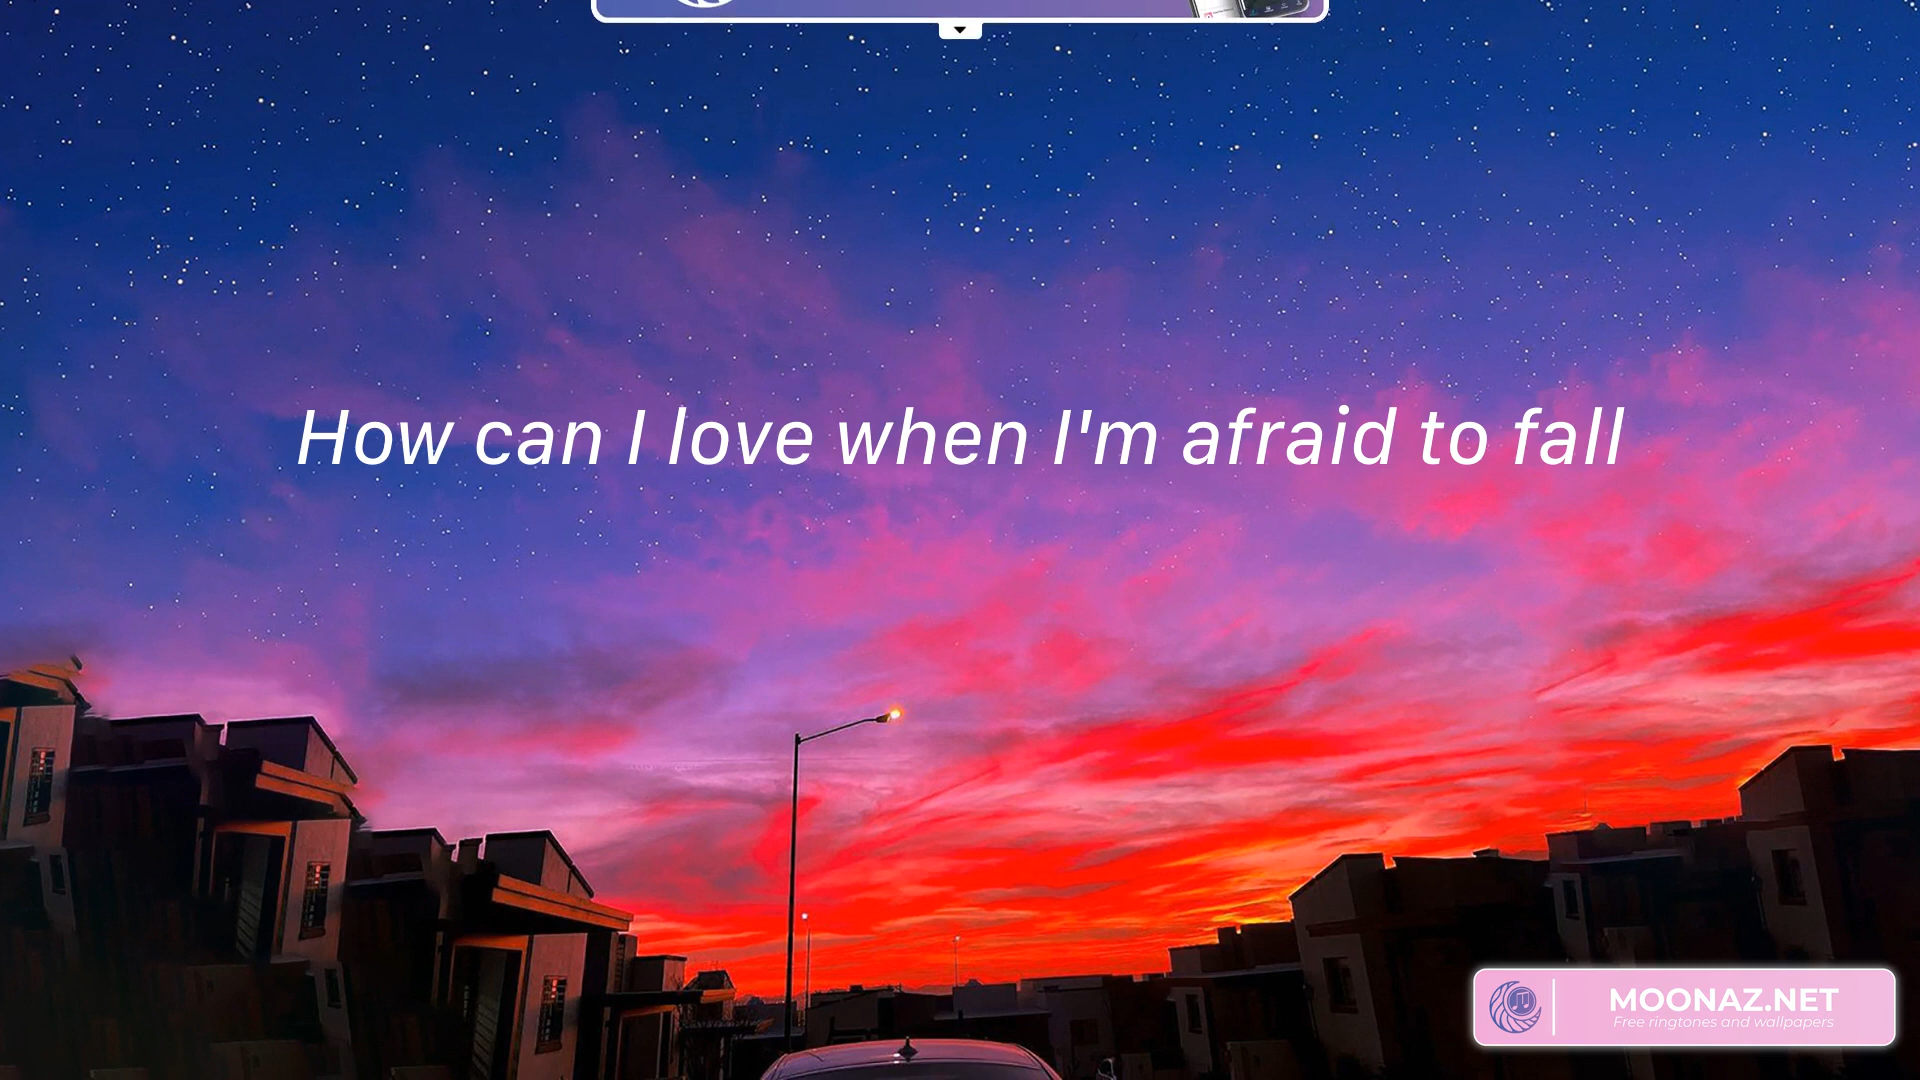 How can I love when I'm afraid to fall
MOONAZ.NET
Free ringtones and wallpapers